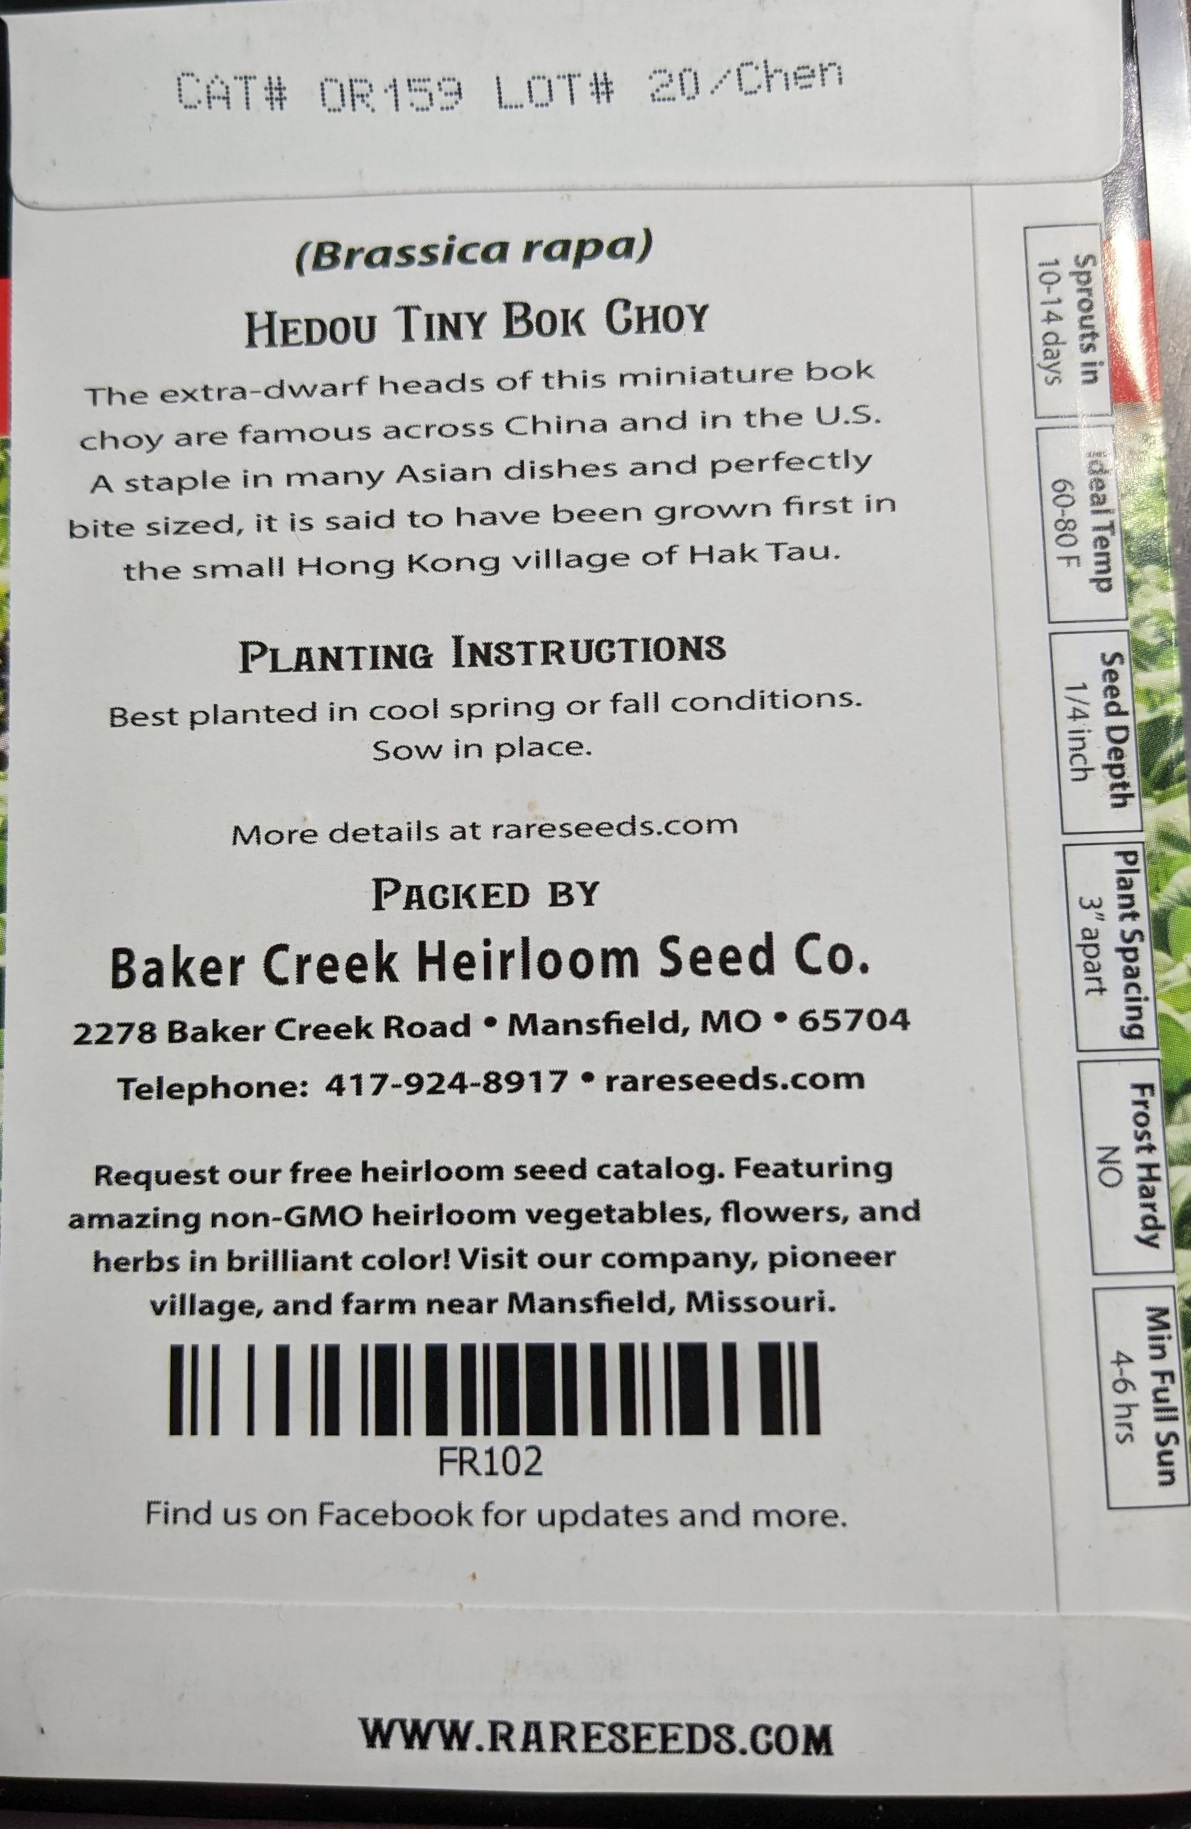 CAT# OR159 LOT# 20/Chen
(Brassica rapa)
Hedou Tiny Bok Choy
The extra-dwarf heads of this miniature bok
choy are famous across China and in the U.S.
A staple in many Asian dishes and perfectly
bite sized, it is said to have been grown first in
the small Hong Kong village of Hak Tau.
Planting Instructions
Best planted in cool spring or fall conditions.
Sow in place.
More details at rareseeds.com
Packed by
Baker Creek Heirloom Seed Co.
2278 Baker Creek Road • Mansfield, MO • 65704
Telephone: 417-924-8917 • rareseeds.com
Request our free heirloom seed catalog. Featuring
amazing non-GMO heirloom vegetables, flowers, and
herbs in brilliant color! Visit our company, pioneer
village, and farm near Mansfield, Missouri.
FR102
Find us on Facebook for updates and more.
WWW.RARESEEDS.COM
Sprouts in
10-14 days
Ideal Temp
60-80 F
Seed Depth
1/4 inch
Plant Spacing
3" apart
Frost Hardy
NO
Min Full Sun
4-6 hrs